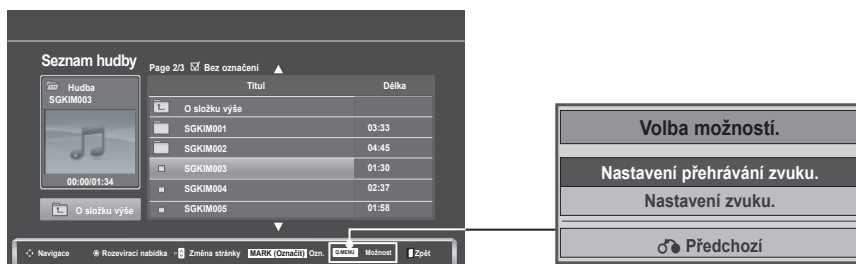 Seznam hudby
Page 2/3 ☑ Bez označení
Hudba
SGKIM003
00:00/01:34
O složku výše
Titul Délka
O složku výše
SGKIM001 03:33
SGKIM002 04:45
SGKIM003 01:30
SGKIM004 02:37
SGKIM005 01:58
Navigace Rozevírací nabídka P Změna stránky MARK (Označit) Ozn. Q.MENU Možnost Zpět
Volba možností.
Nastavení přehrávání zvuku.
Nastavení zvuku.
Předchozí